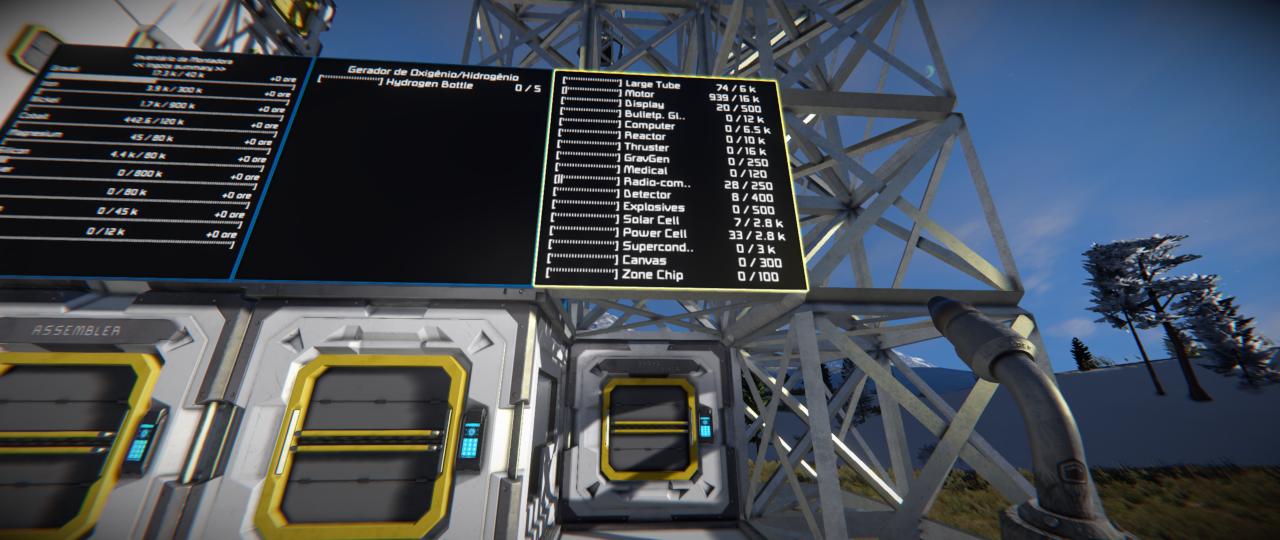 Inventário da Montadora
<< Ingots summary >>
Gravel 17.3 k / 40 k +0 ore
3.9 k / 300 k +0 ore
Nickel 1.7 k / 900 k +0 ore
Cobalt 442.6 / 120 k +0 ore
45 / 80 k +0 ore
4.4 k / 80 k +0 ore
0 / 800 k +0 ore
0 / 80 k +0 ore
0 / 45 k +0 ore
0 / 12 k +0 ore
Gerador de Oxigênio/Hidrogênio
Hydrogen Bottle 0 / 5
Large Tube 74 / 6 k
Motor 939 / 16 k
Display 20 / 500
Bulletp. Gl.. 0 / 12 k
Computer 0 / 6.5 k
Reactor 0 / 10 k
Thruster 0 / 16 k
GravGen 0 / 250
Medical 0 / 120
Radio-com.. 28 / 250
Detector 8 / 400
Explosives 0 / 500
Solar Cell 7 / 2.8 k
Power Cell 33 / 2.8 k
Supercond.. 0 / 3 k
Canvas 0 / 300
Zone Chip 0 / 100
ASSEMBLER